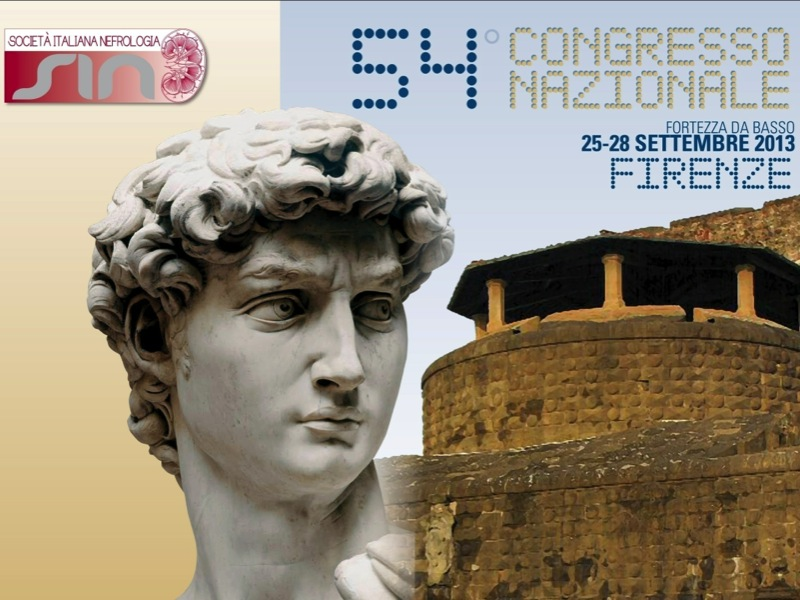 SOCIETÀ ITALIANA NEFROLOGIA
sin
54° CONGRESSO
NAZIONALE
FORTEZZA DA BASSO
25-28 SETTEMBRE 2013
FIRENZE